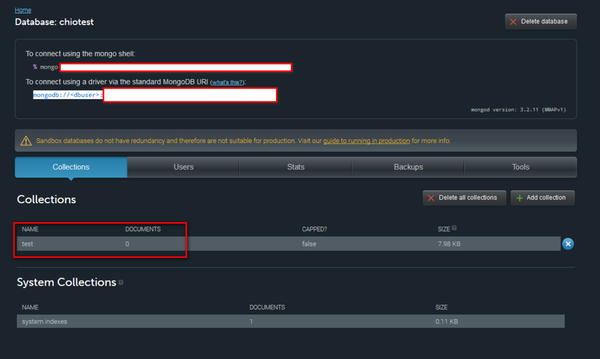 Home
Database: chiotest
Delete database
To connect using the mongo shell:
% mongo
To connect using a driver via the standard MongoDB URI (what's this?):
mongodb://<dbuser>:
mongod version: 3.2.11 (MMAPv1)
Sandbox databases do not have redundancy and therefore are not suitable for production. Visit our guide to running in production for more info.
Collections Users Stats Backups Tools
Collections
Delete all collections
Add collection
NAME DOCUMENTS CAPPED? SIZE
test 0 false 7.98 KB
System Collections
NAME DOCUMENTS SIZE
system.indexes 1 0.11 KB